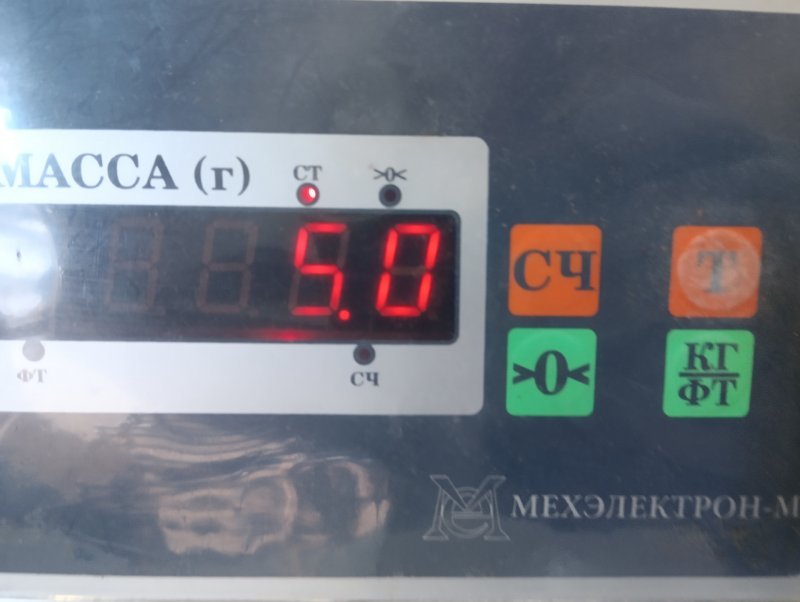 МАССА (г)
СТ
>0<
5.0
ФТ
СЧ
СЧ
Т
>0<
КГ
ФТ
МЕХЭЛЕКТРОН-М